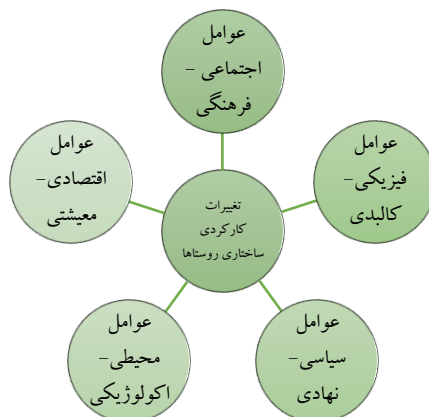 عوامل
اجتماعی -
فرهنگی
عوامل
فیزیکی-
کالبدی
عوامل
سیاسی-
نهادی
عوامل
محیطی-
اکولوژیکی
عوامل
اقتصادی-
معیشتی
تغییرات
کارکردی
ساختاری روستاها